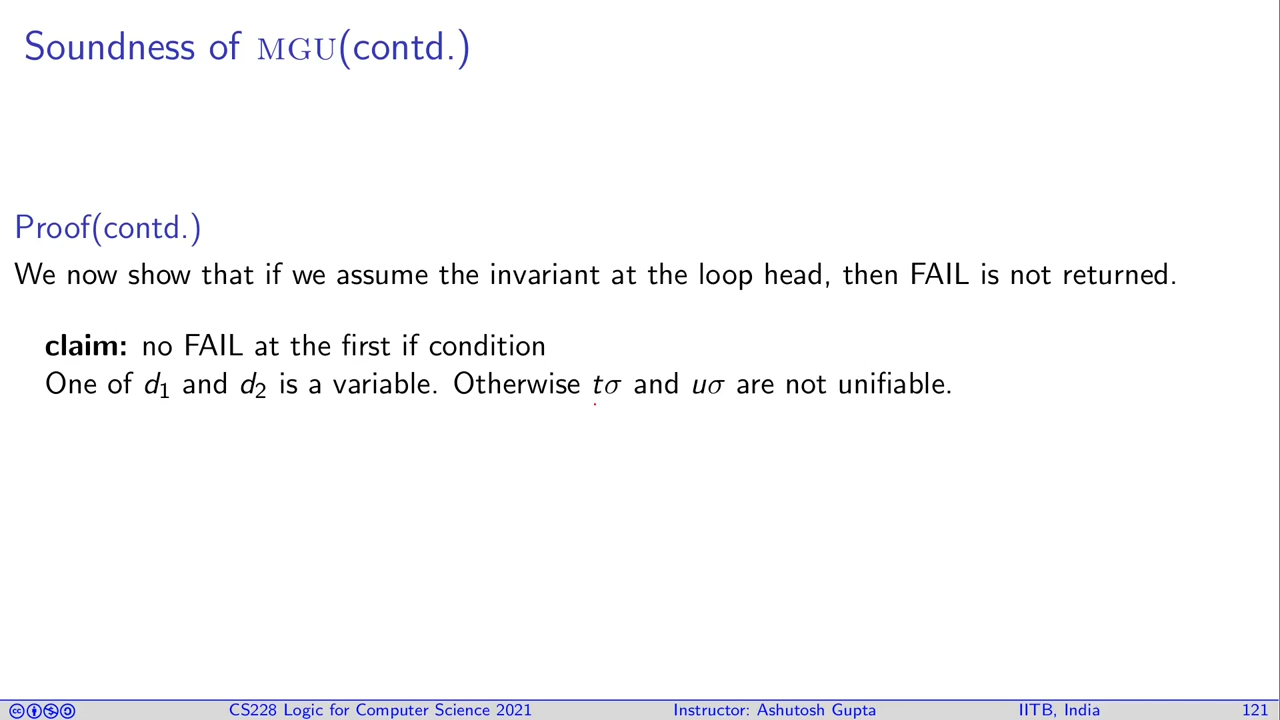 Soundness of MGU(contd.)
Proof(contd.)
We now show that if we assume the invariant at the loop head, then FAIL is not returned.
claim: no FAIL at the first if condition
One of d₁ and d₂ is a variable. Otherwise tσ and uσ are not unifiable.
CS228 Logic for Computer Science 2021 Instructor: Ashutosh Gupta IITB, India 121